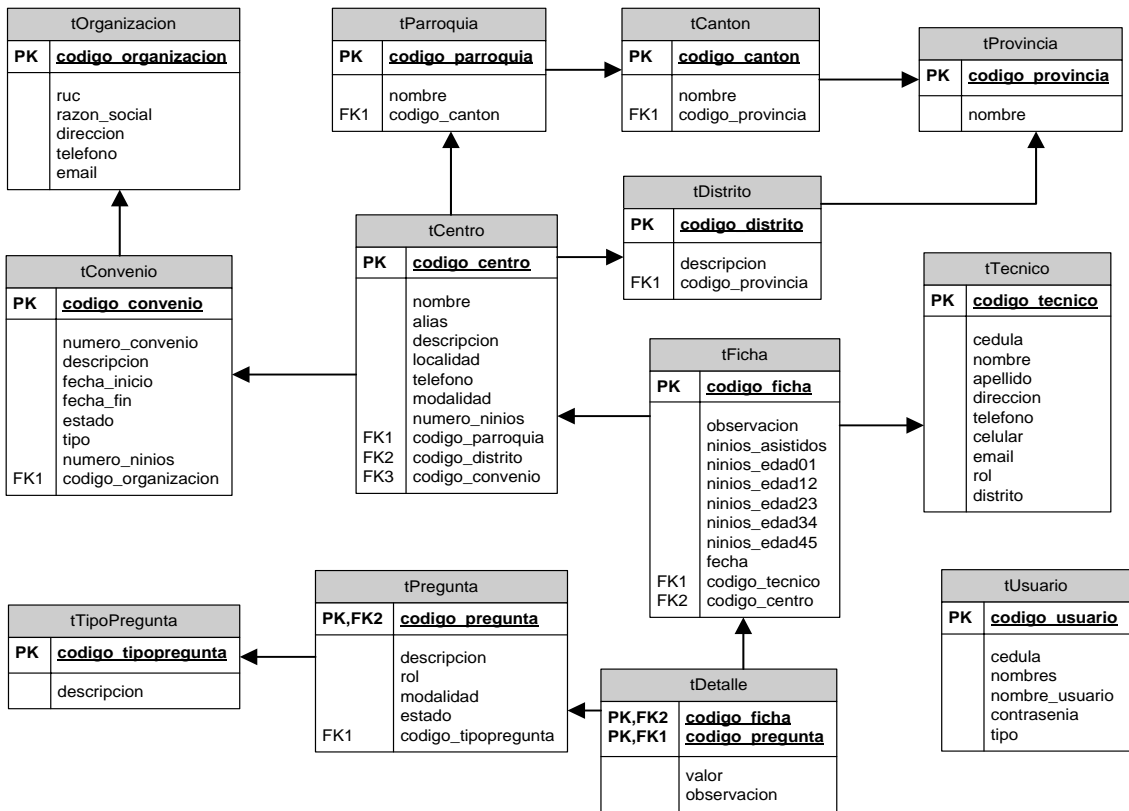 tOrganizacion
PK codigo_organizacion
ruc
razon_social
direccion
telefono
email
tParroquia
PK codigo_parroquia
nombre
FK1 codigo_canton
tCanton
PK codigo_canton
nombre
FK1 codigo_provincia
tProvincia
PK codigo_provincia
nombre
tDistrito
PK codigo_distrito
descripcion
FK1 codigo_provincia
tConvenio
PK codigo_convenio
numero_convenio
descripcion
fecha_inicio
fecha_fin
estado
tipo
numero_ninios
FK1 codigo_organizacion
tCentro
PK codigo_centro
nombre
alias
descripcion
localidad
telefono
modalidad
numero_ninios
FK1 codigo_parroquia
FK2 codigo_distrito
FK3 codigo_convenio
tFicha
PK codigo_ficha
observacion
ninios_asistidos
ninios_edad01
ninios_edad12
ninios_edad23
ninios_edad34
ninios_edad45
fecha
FK1 codigo_tecnico
FK2 codigo_centro
tTecnico
PK codigo_tecnico
cedula
nombre
apellido
direccion
telefono
celular
email
rol
distrito
tTipoPregunta
PK codigo_tipopregunta
descripcion
tPregunta
PK,FK2 codigo_pregunta
descripcion
rol
modalidad
estado
FK1 codigo_tipopregunta
tDetalle
PK,FK2 codigo_ficha
PK,FK1 codigo_pregunta
valor
observacion
tUsuario
PK codigo_usuario
cedula
nombres
nombre_usuario
contrasenia
tipo